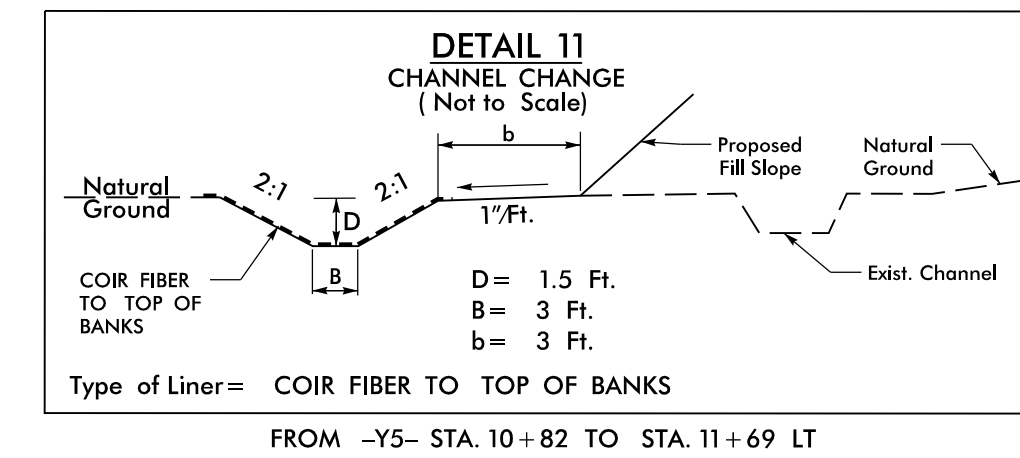 DETAIL 11
CHANNEL CHANGE
( Not to Scale)
b
Proposed
Fill Slope
Natural
Ground
Natural
Ground
2:1
2:1
D
1"/Ft.
B
COIR FIBER
TO TOP OF
BANKS
Exist. Channel
D= 1.5 Ft.
B= 3 Ft.
b= 3 Ft.
Type of Liner= COIR FIBER TO TOP OF BANKS
FROM -Y5- STA. 10+82 TO STA. 11+69 LT